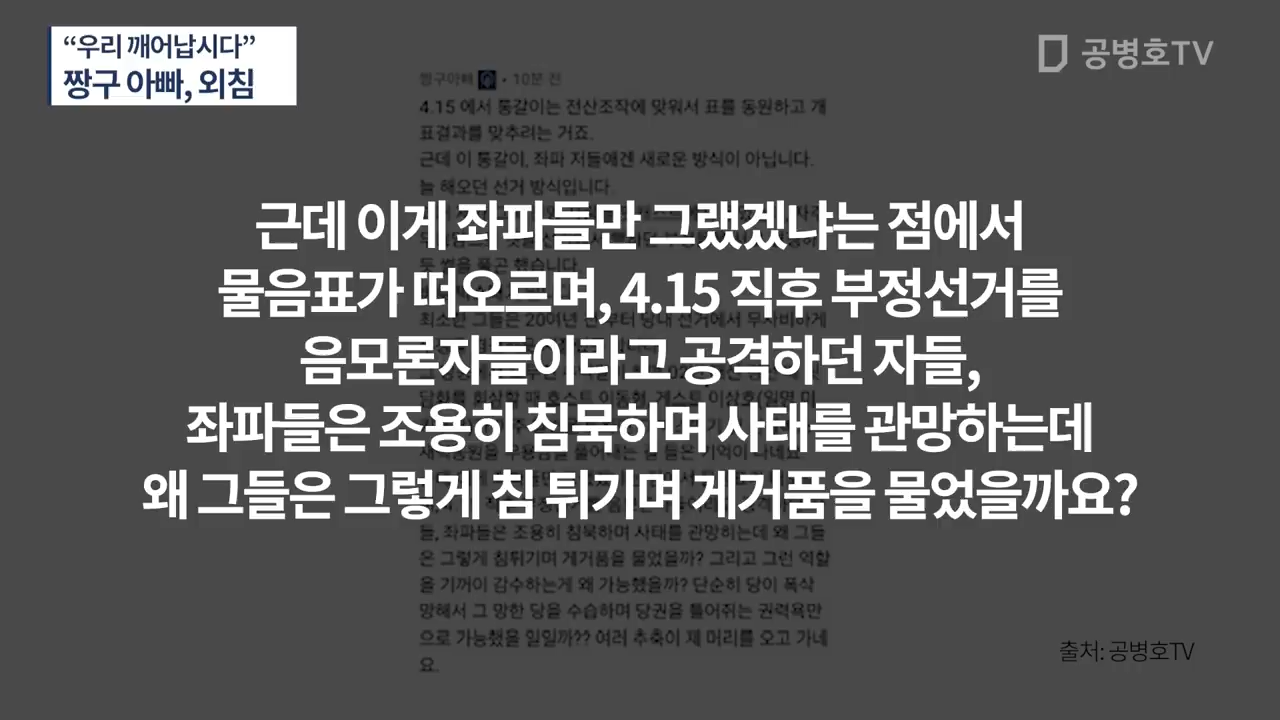 “우리 깨어납시다”
짱구 아빠, 외침
공병호TV
짱구아빠 · 10분 전
4.15 에서 통갈이는 전산조작에 맞춰서 표를 동원하고 개
표결과를 맞추려는 거죠.
근데 이 통갈이, 좌파 저들에겐 새로운 방식이 아닙니다.
늘 해오던 선거 방식입니다.
근데 이게 좌파들만 그랬겠냐는 점에서
물음표가 떠오르며, 4.15 직후 부정선거를
음모론자들이라고 공격하던 자들,
좌파들은 조용히 침묵하며 사태를 관망하는데
왜 그들은 그렇게 침 튀기며 게거품을 물었을까요?
들, 좌파들은 조용히 침묵하며 사태를 관망히는데 왜 그들
은 그렇게 침튀기며 게거품을 물었을까? 그리고 그런 역할
을 기꺼이 감수하는게 왜 가능했을까? 단순히 당이 폭삭
망해서 그 망한 당을 수습하며 당권을 틀어쥐는 권력욕만
으로 가능했을 일일까?? 여러 추축이 제 머리를 오고 가네
요.
출처: 공병호TV